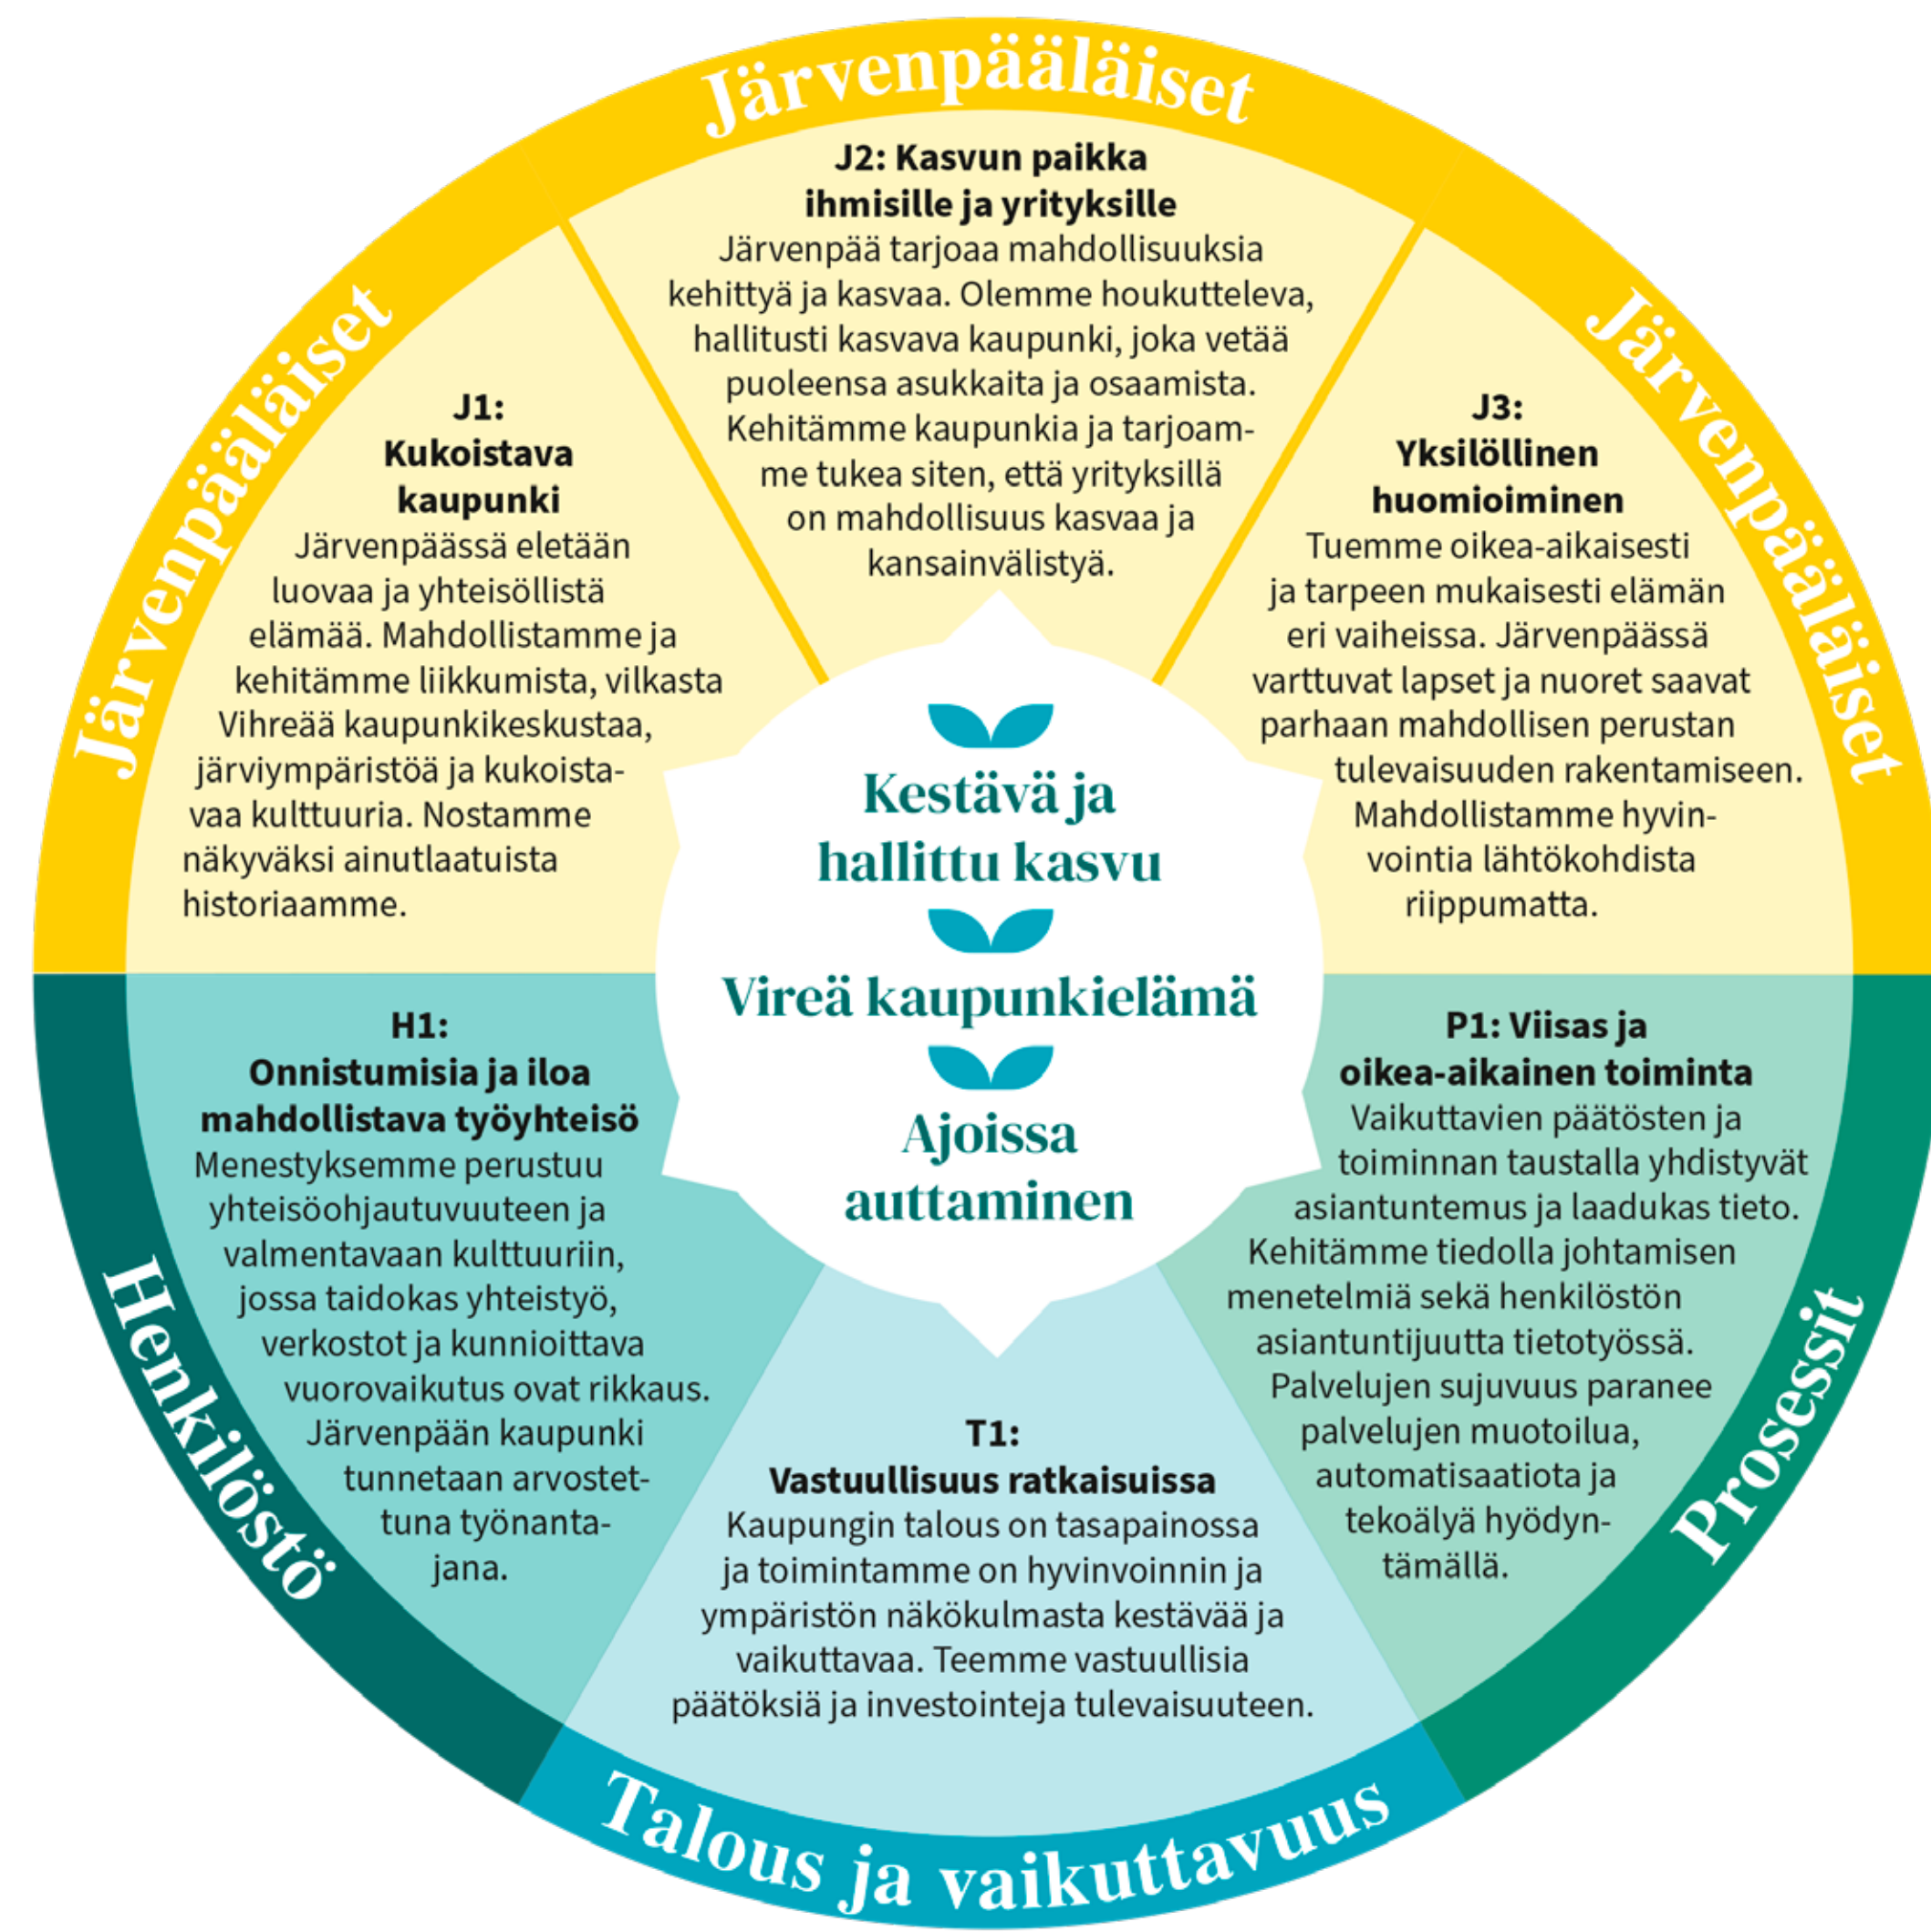 Järvenpääläiset
J2: Kasvun paikka
ihmisille ja yrityksille
Järvenpää tarjoaa mahdollisuuksia
kehittyä ja kasvaa. Olemme houkutteleva,
hallitusti kasvava kaupunki, joka vetää
puoleensa asukkaita ja osaamista.
Kehitämme kaupunkia ja tarjoam-
me tukea siten, että yrityksillä
on mahdollisuus kasvaa ja
kansainvälistyä.
Järvenpääläiset
J1:
Kukoistava
kaupunki
Järvenpäässä eletään
luovaa ja yhteisöllistä
elämää. Mahdollistamme ja
kehitämme liikkumista, vilkasta
Vihreää kaupunkikeskustaa,
järviympäristöä ja kukoista-
vaa kulttuuria. Nostamme
näkyväksi ainutlaatuista
historiaamme.
Järvenpääläiset
J3:
Yksilöllinen
huomioiminen
Tuemme oikea-aikaisesti
ja tarpeen mukaisesti elämän
eri vaiheissa. Järvenpäässä
varttuvat lapset ja nuoret saavat
parhaan mahdollisen perustan
tulevaisuuden rakentamiseen.
Mahdollistamme hyvin-
vointia lähtökohdista
riippumatta.
Kestävä ja
hallittu kasvu
Vireä kaupunkielämä
Ajoissa
auttaminen
H1:
Onnistumisia ja iloa
mahdollistava työyhteisö
Menestyksemme perustuu
yhteisöohjautuvuuteen ja
valmentavaan kulttuuriin,
jossa taidokas yhteistyö,
verkostot ja kunnioittava
vuorovaikutus ovat rikkaus.
Järvenpään kaupunki
tunnetaan arvostet-
tuna työnanta-
jana.
Henkilöstö
P1: Viisas ja
oikea-aikainen toiminta
Vaikuttavien päätösten ja
toiminnan taustalla yhdistyvät
asiantuntemus ja laadukas tieto.
Kehitämme tiedolla johtamisen
menetelmiä sekä henkilöstön
asiantuntijuutta tietotyössä.
Palvelujen sujuvuus paranee
palvelujen muotoilua,
automatisaatiota ja
tekoälyä hyödyn-
tämällä.
Prosessit
T1:
Vastuullisuus ratkaisuissa
Kaupungin talous on tasapainossa
ja toimintamme on hyvinvoinnin ja
ympäristön näkökulmasta kestävää ja
vaikuttavaa. Teemme vastuullisia
päätöksiä ja investointeja tulevaisuuteen.
Talous ja vaikuttavuus